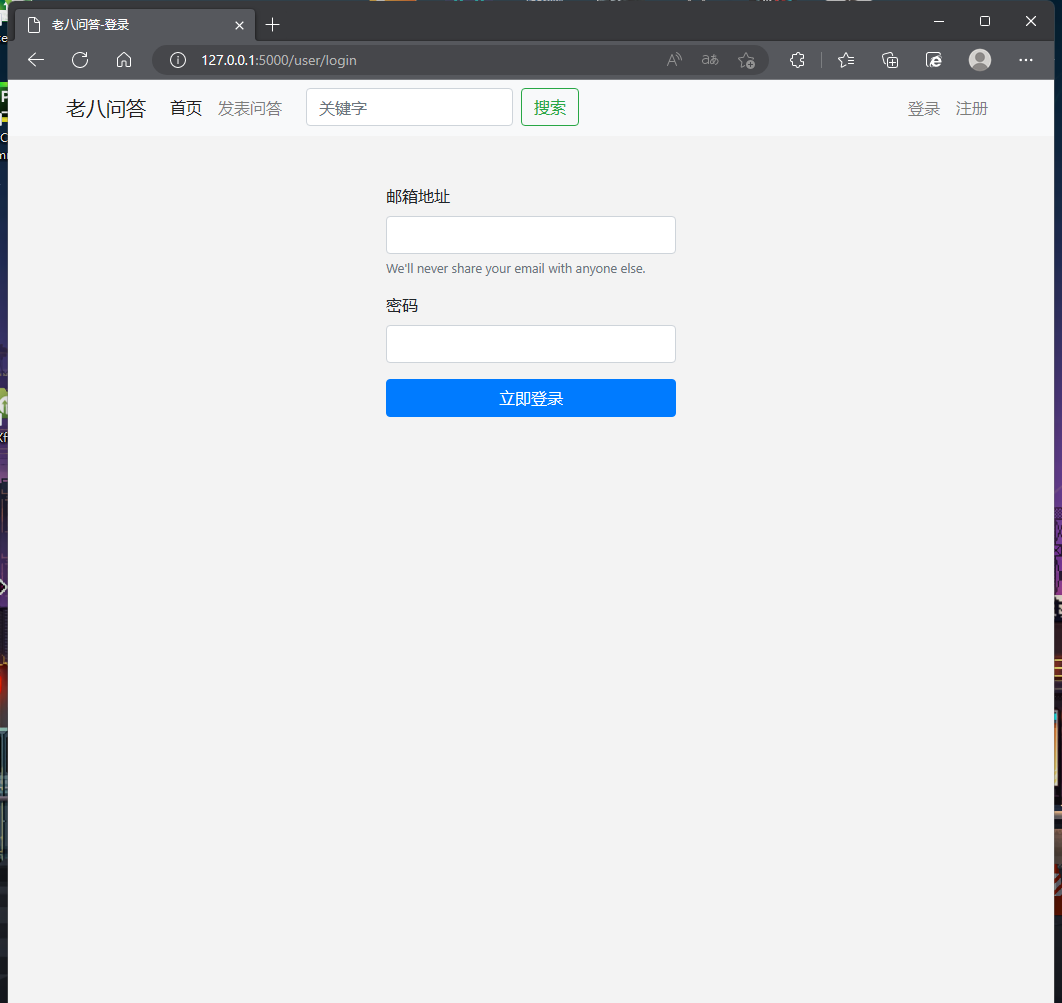 老八问答-登录
127.0.0.1:5000/user/login
老八问答 首页 发表问答 关键字 搜索 登录 注册
邮箱地址
We'll never share your email with anyone else.
密码
立即登录